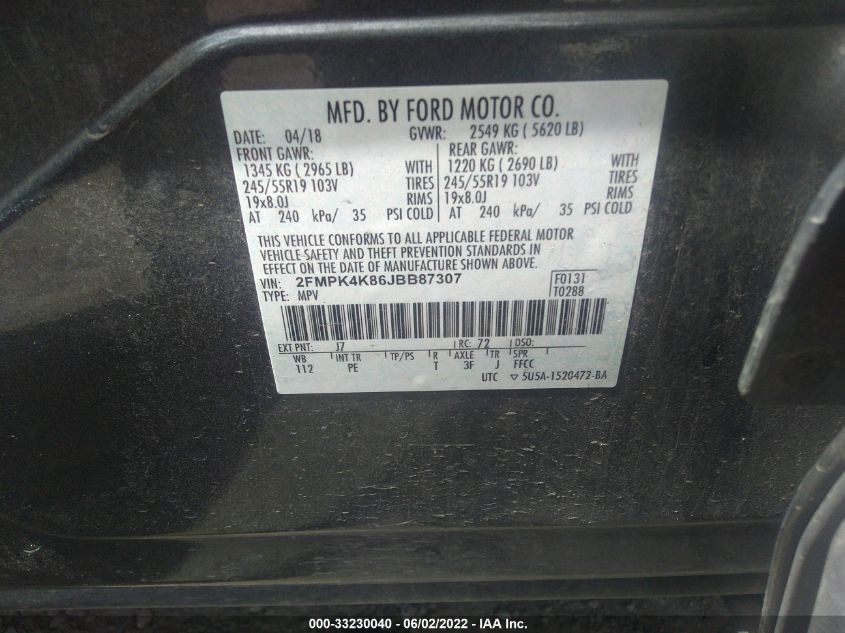 MFD. BY FORD MOTOR CO.
DATE: 04/18 GVWR: 2549 KG ( 5620 LB)
FRONT GAWR: REAR GAWR:
1345 KG ( 2965 LB) WITH 1220 KG ( 2690 LB) WITH
245/55R19 103V TIRES 245/55R19 103V TIRES
19x8.0J RIMS 19x8.0J RIMS
AT 240 kPa/ 35 PSI COLD AT 240 kPa/ 35 PSI COLD
THIS VEHICLE CONFORMS TO ALL APPLICABLE FEDERAL MOTOR
VEHICLE SAFETY AND THEFT PREVENTION STANDARDS IN
EFFECT ON THE DATE OF MANUFACTURE SHOWN ABOVE.
VIN: 2FMPK4K86JBB87307 F0131
TYPE: MPV T0288
EXT PNT: J7 RC: 72 DSO:
WB INT TR TP/PS R AXLE TR SPR
112 PE T 3F J FFCC
UTC ▽ 5U5A-1520472-BA
000-33230040 - 06/02/2022 - IAA Inc.